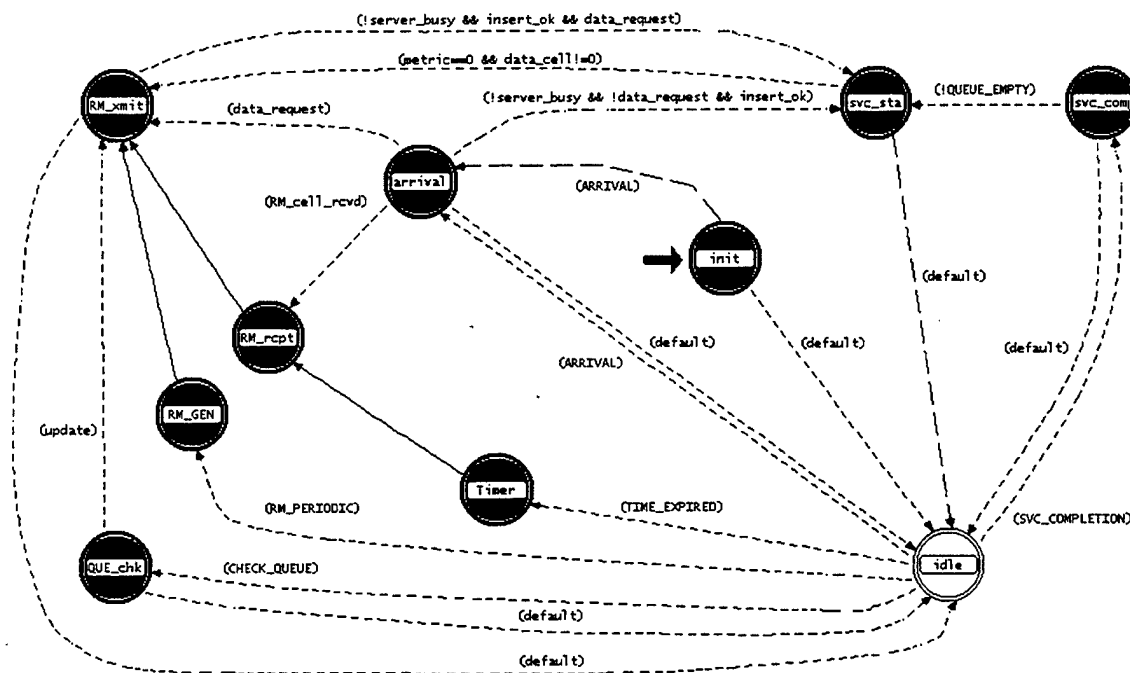 (!server_busy && insert_ok && data_request)
(metric==0 && data_cell!=0)
RM_xmit
(!server_busy && !data_request && insert_ok)
svc_sta
(!QUEUE_EMPTY)
svc_comp
(data_request)
arrival
(ARRIVAL)
(RM_cell_rcvd)
init
(default)
RM_rcpt
(default)
(default)
(default)
(ARRIVAL)
RM_GEN
(update)
Timer
(RM_PERIODIC)
(TIME_EXPIRED)
(SVC_COMPLETION)
QUE_chk
(CHECK_QUEUE)
idle
(default)
(default)